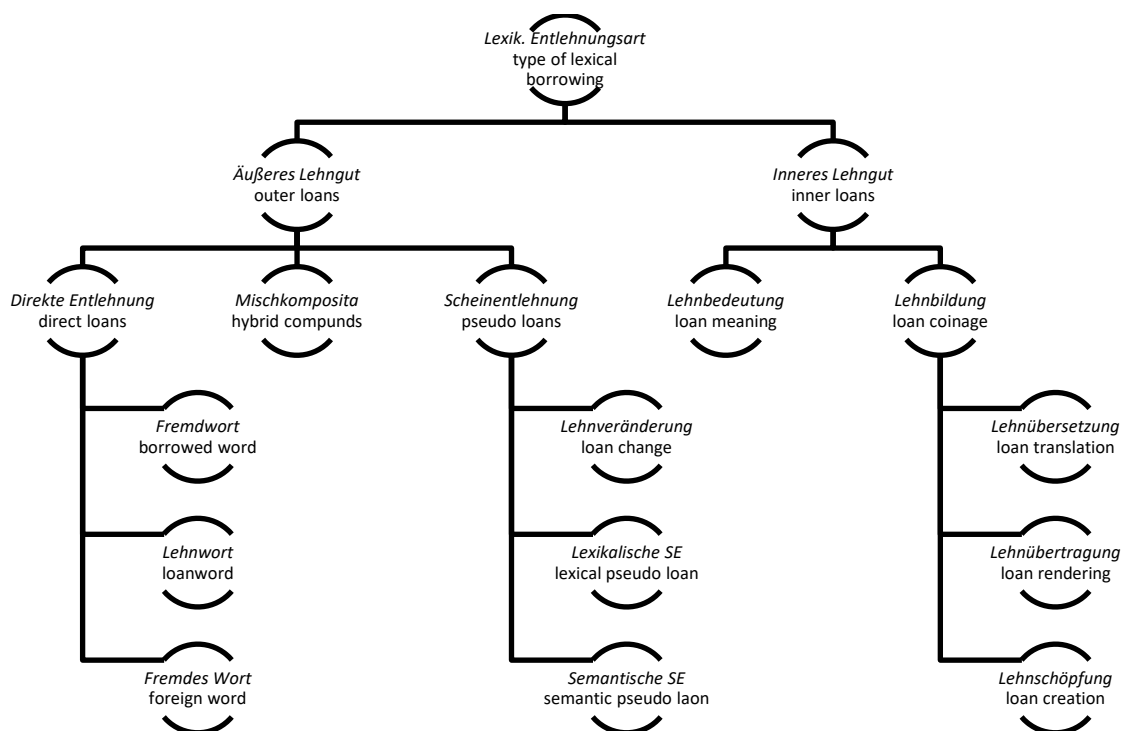 Lexik. Entlehnungsart
type of lexical
borrowing
Äußeres Lehngut
outer loans
Inneres Lehngut
inner loans
Direkte Entlehnung
direct loans
Mischkomposita
hybrid compunds
Scheinentlehnung
pseudo loans
Lehnbedeutung
loan meaning
Lehnbildung
loan coinage
Fremdwort
borrowed word
Lehnveränderung
loan change
Lehnübersetzung
loan translation
Lehnwort
loanword
Lexikalische SE
lexical pseudo loan
Lehnübertragung
loan rendering
Fremdes Wort
foreign word
Semantische SE
semantic pseudo laon
Lehnschöpfung
loan creation